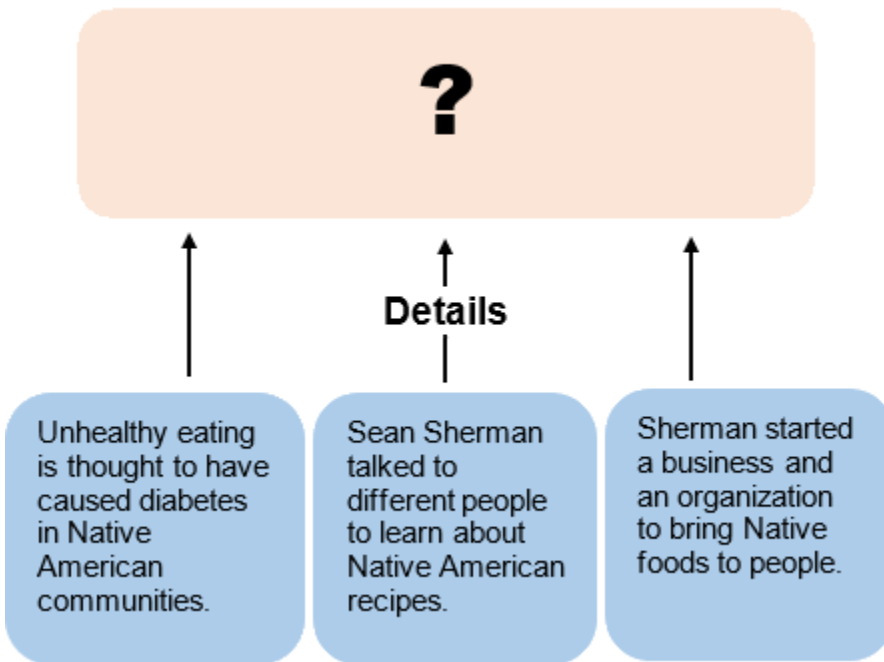 ?
Details
Unhealthy eating
is thought to have
caused diabetes
in Native
American
communities.
Sean Sherman
talked to
different people
to learn about
Native American
recipes.
Sherman started
a business and
an organization
to bring Native
foods to people.